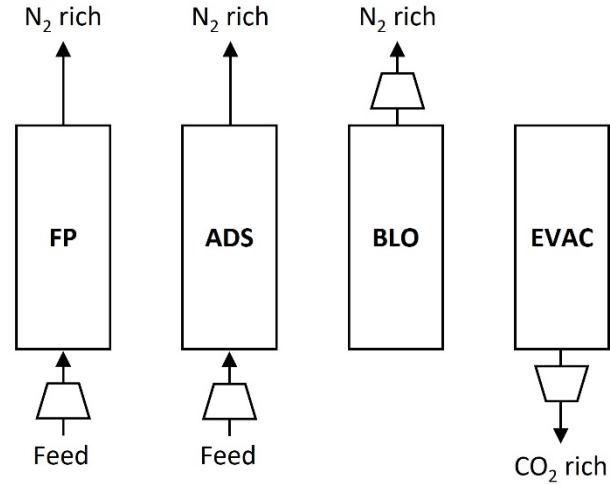 N₂ rich N₂ rich N₂ rich
FP ADS BLO EVAC
Feed Feed
CO₂ rich